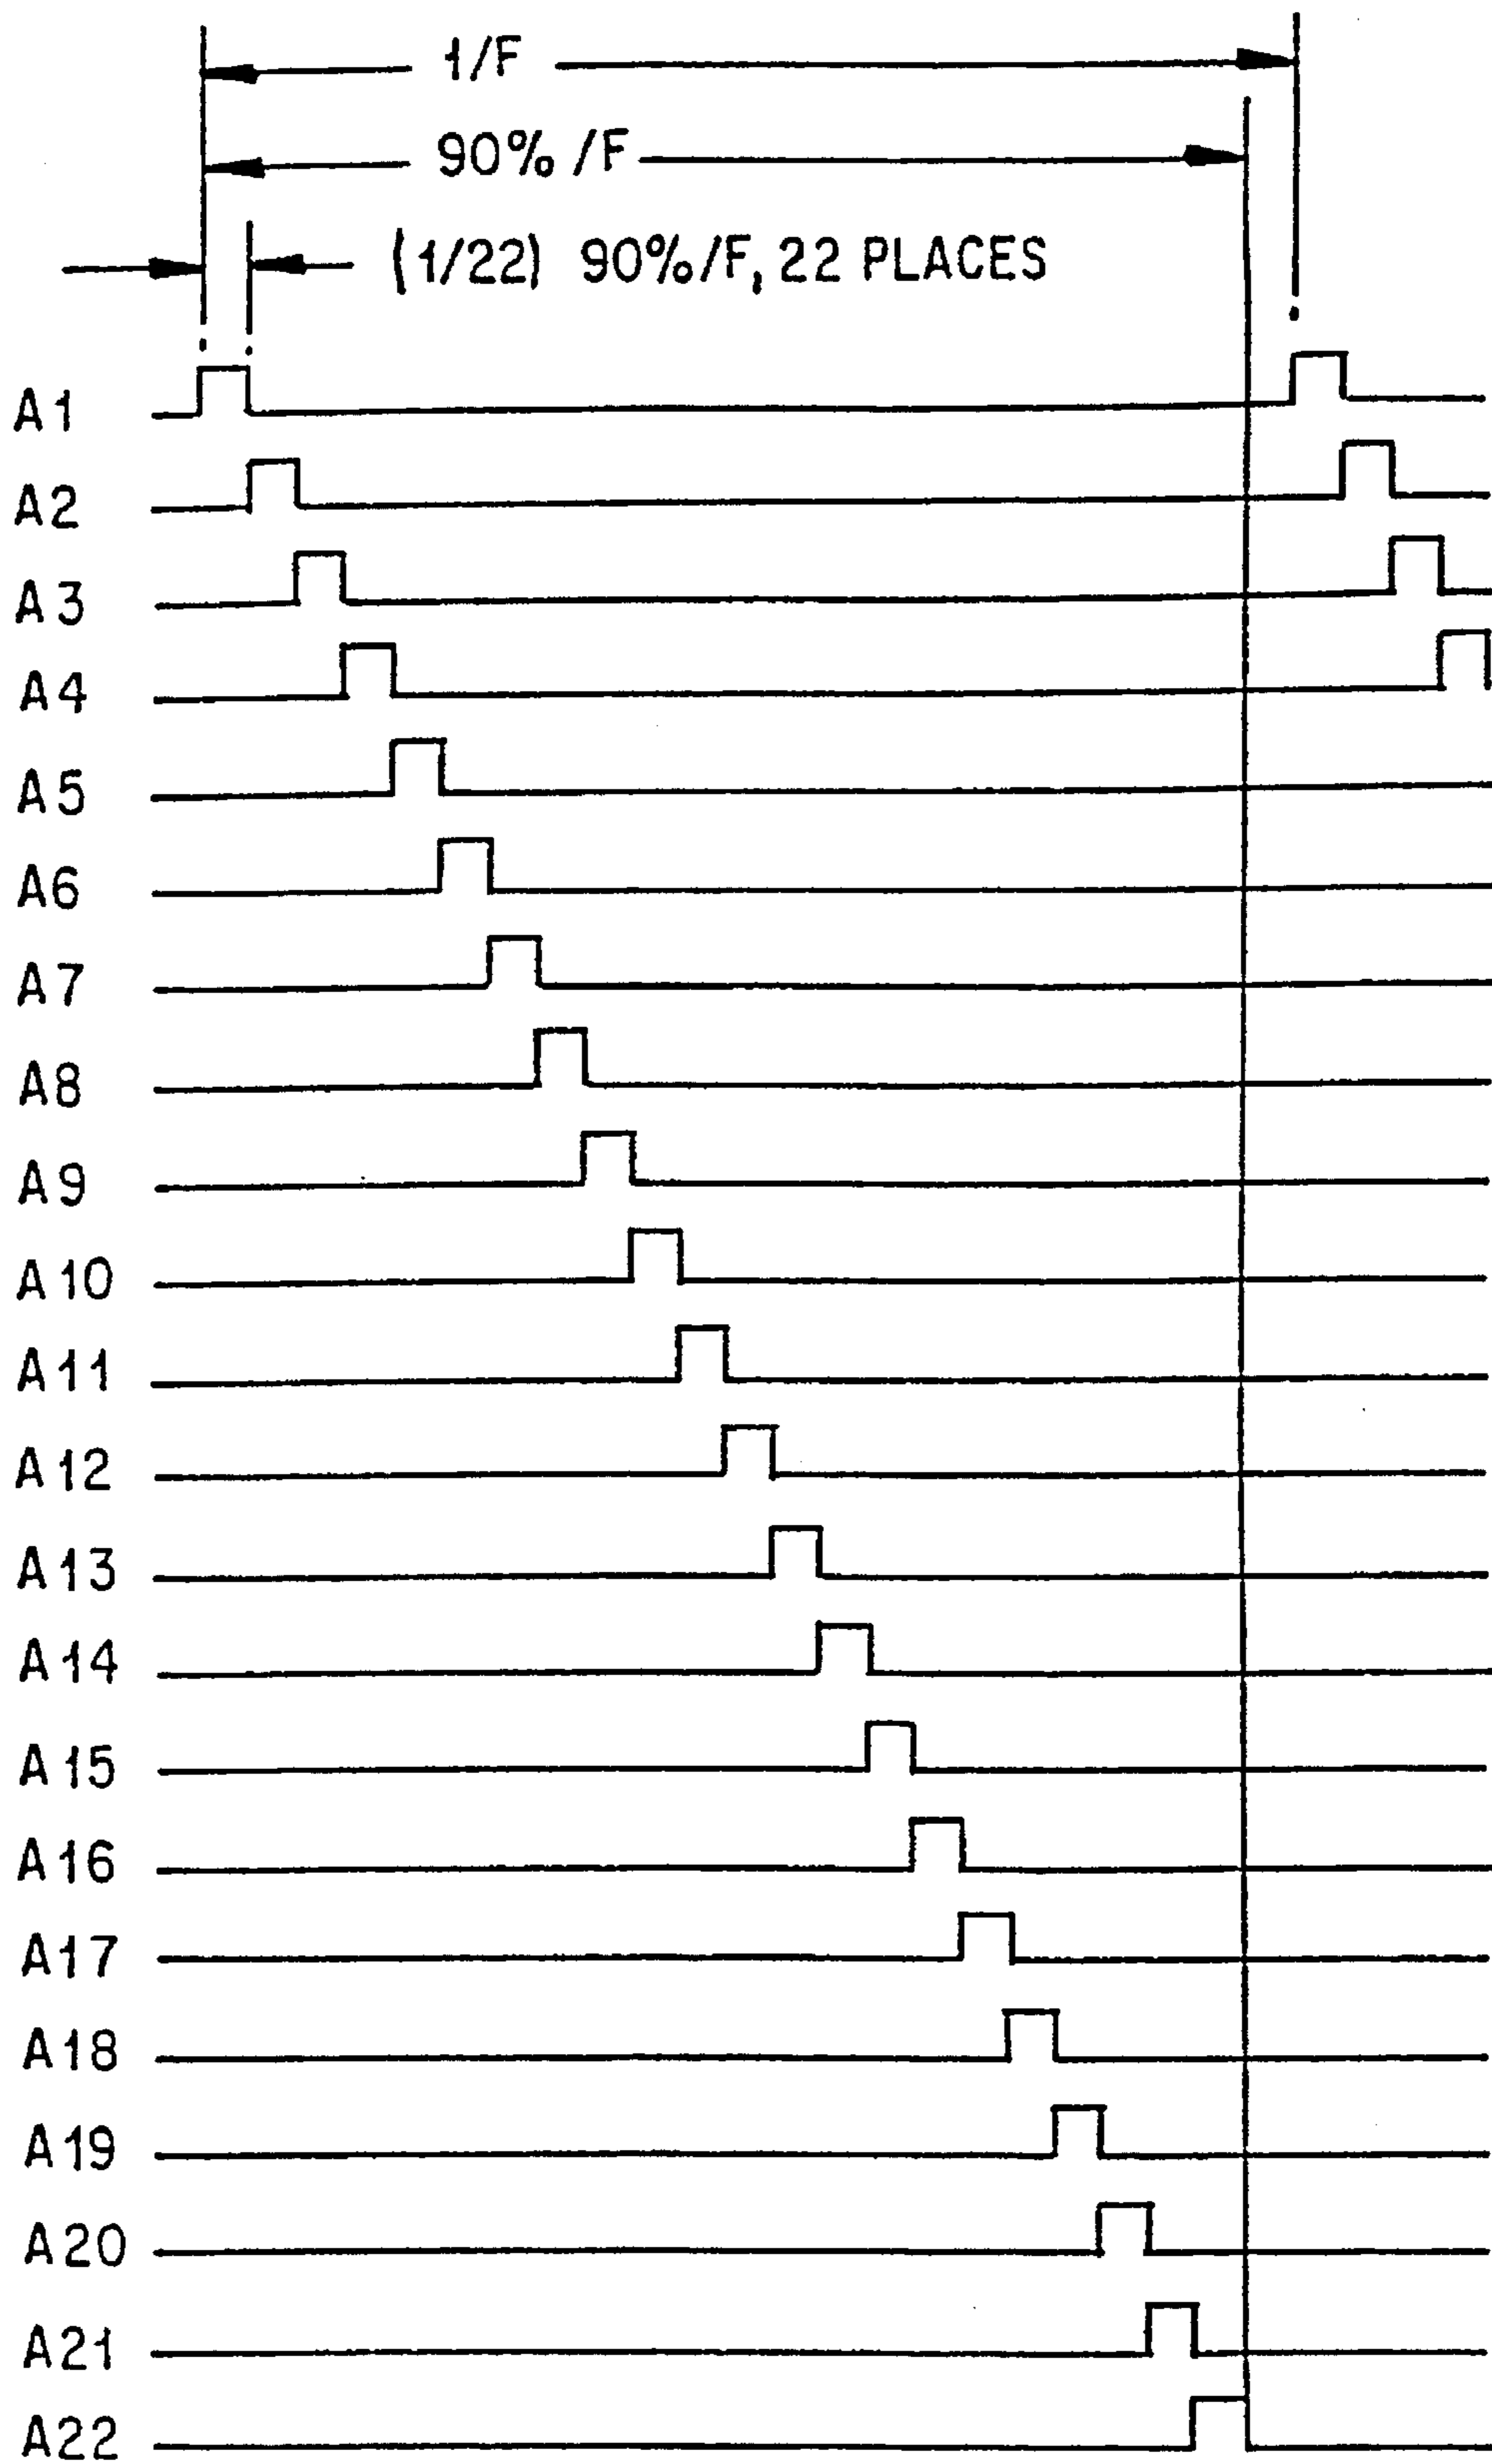 1/F
90% /F
(1/22) 90%/F, 22 PLACES
A1
A2
A3
A4
A5
A6
A7
A8
A9
A10
A11
A12
A13
A14
A15
A16
A17
A18
A19
A20
A21
A22